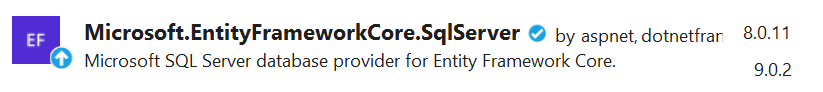 EF
Microsoft.EntityFrameworkCore.SqlServer by aspnet, dotnetfran 8.0.11
Microsoft SQL Server database provider for Entity Framework Core. 9.0.2